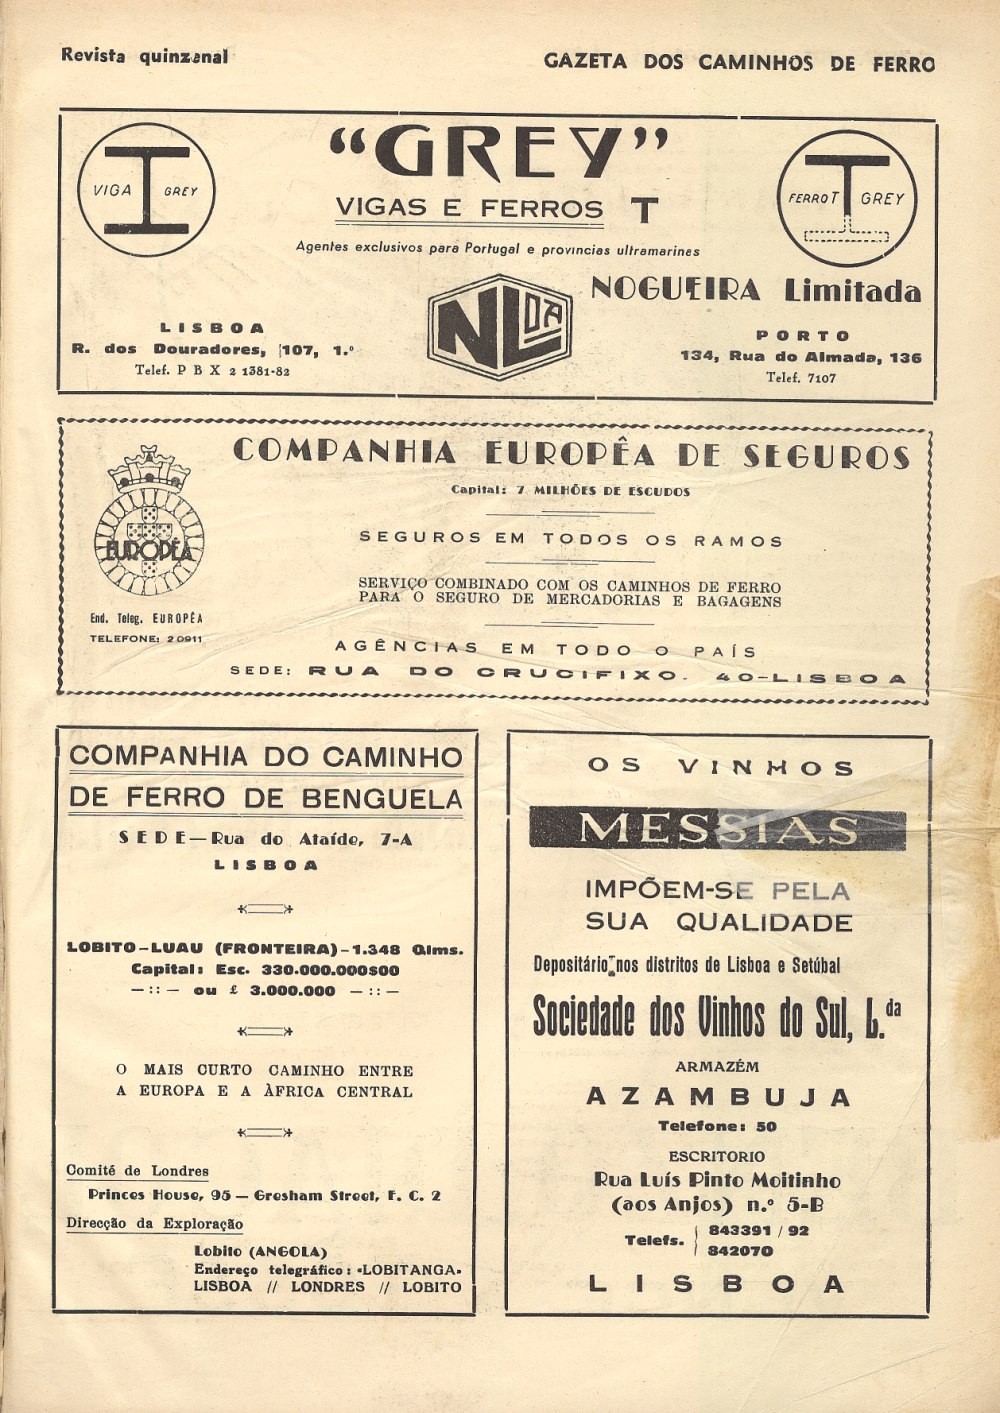 Revista quinzenal
GAZETA DOS CAMINHOS DE FERRO
"GREY"
VIGA GREY
VIGAS E FERROS T
FERRO T GREY
Agentes exclusivos para Portugal e provincias ultramarines
NLDA
NOGUEIRA Limitada
LISBOA
R. dos Douradores, 107, 1.º
Telef. P B X 2 1381-82
PORTO
134, Rua do Almada, 136
Telef. 7107
COMPANHIA EUROPÊA DE SEGUROS
Capital: 7 MILHÕES DE ESCUDOS
EUROPÊA
SEGUROS EM TODOS OS RAMOS
SERVIÇO COMBINADO COM OS CAMINHOS DE FERRO
PARA O SEGURO DE MERCADORIAS E BAGAGENS
End. Teleg. EUROPÊA
TELEFONE: 20911
AGÊNCIAS EM TODO O PAÍS
SEDE: RUA DO CRUCIFIXO. 40-LISBOA
COMPANHIA DO CAMINHO
DE FERRO DE BENGUELA
SEDE—Rua do Ataíde, 7-A
LISBOA
LOBITO-LUAU (FRONTEIRA)-1.348 Qlms.
Capital: Esc. 330.000.000$00
— :: — ou £ 3.000.000 — :: —
O MAIS CURTO CAMINHO ENTRE
A EUROPA E A ÀFRICA CENTRAL
Comité de Londres
Princes House, 95 — Gresham Street, F. C. 2
Direcção da Exploração
Lobito (ANGOLA)
Endereço telegráfico: «LOBITANGA»
LISBOA // LONDRES // LOBITO
OS VINHOS
MESSIAS
IMPÕEM-SE PELA
SUA QUALIDADE
Depositário nos distritos de Lisboa e Setúbal
Sociedade dos Vinhos do Sul, L.da
ARMAZÉM
AZAMBUJA
Telefone: 50
ESCRITORIO
Rua Luís Pinto Moitinho
(aos Anjos) n.º 5-B
Telefs. 843391 / 92
842070
LISBOA